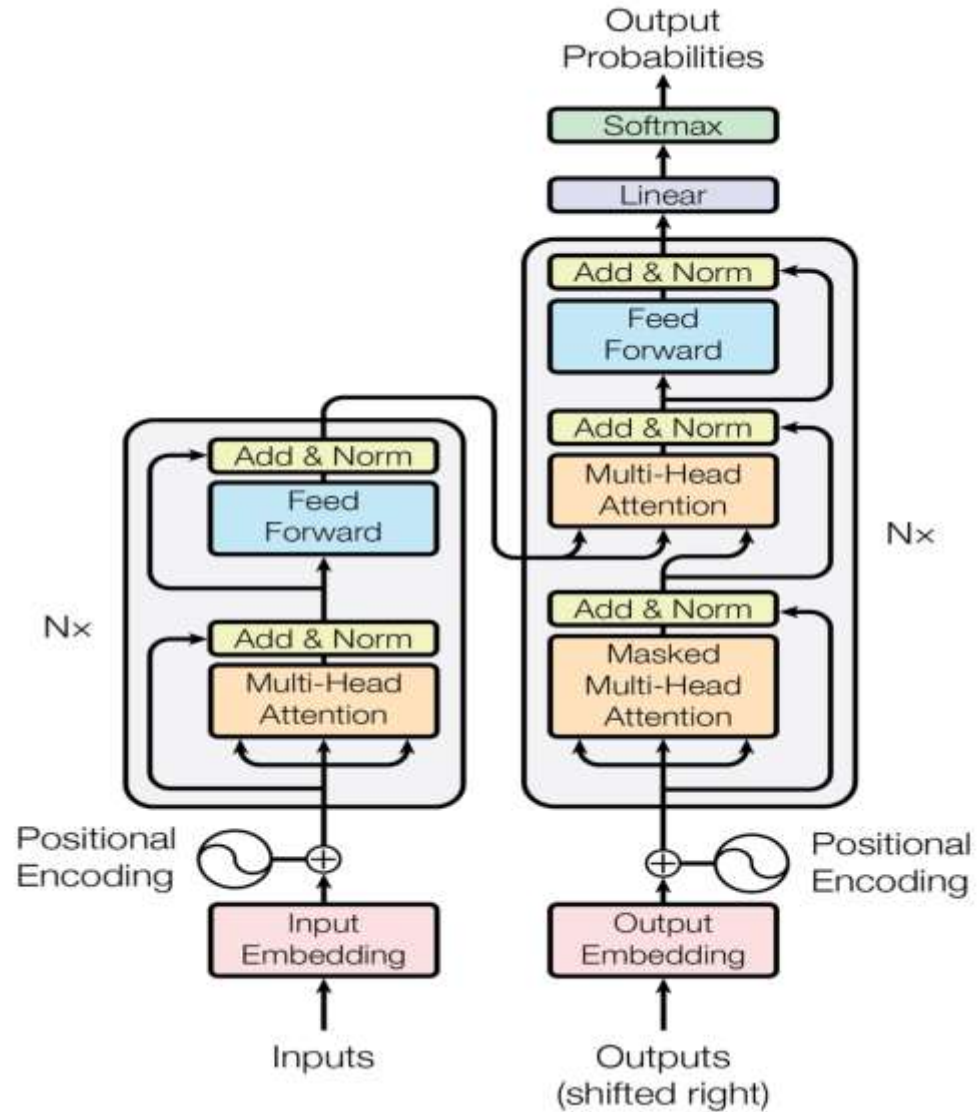 Output
Probabilities
Softmax
Linear
Add & Norm
Feed
Forward
Add & Norm
Multi-Head
Attention
Nx
Add & Norm
Masked
Multi-Head
Attention
Add & Norm
Feed
Forward
Nx
Add & Norm
Multi-Head
Attention
Positional
Encoding
Positional
Encoding
Input
Embedding
Output
Embedding
Inputs
Outputs
(shifted right)